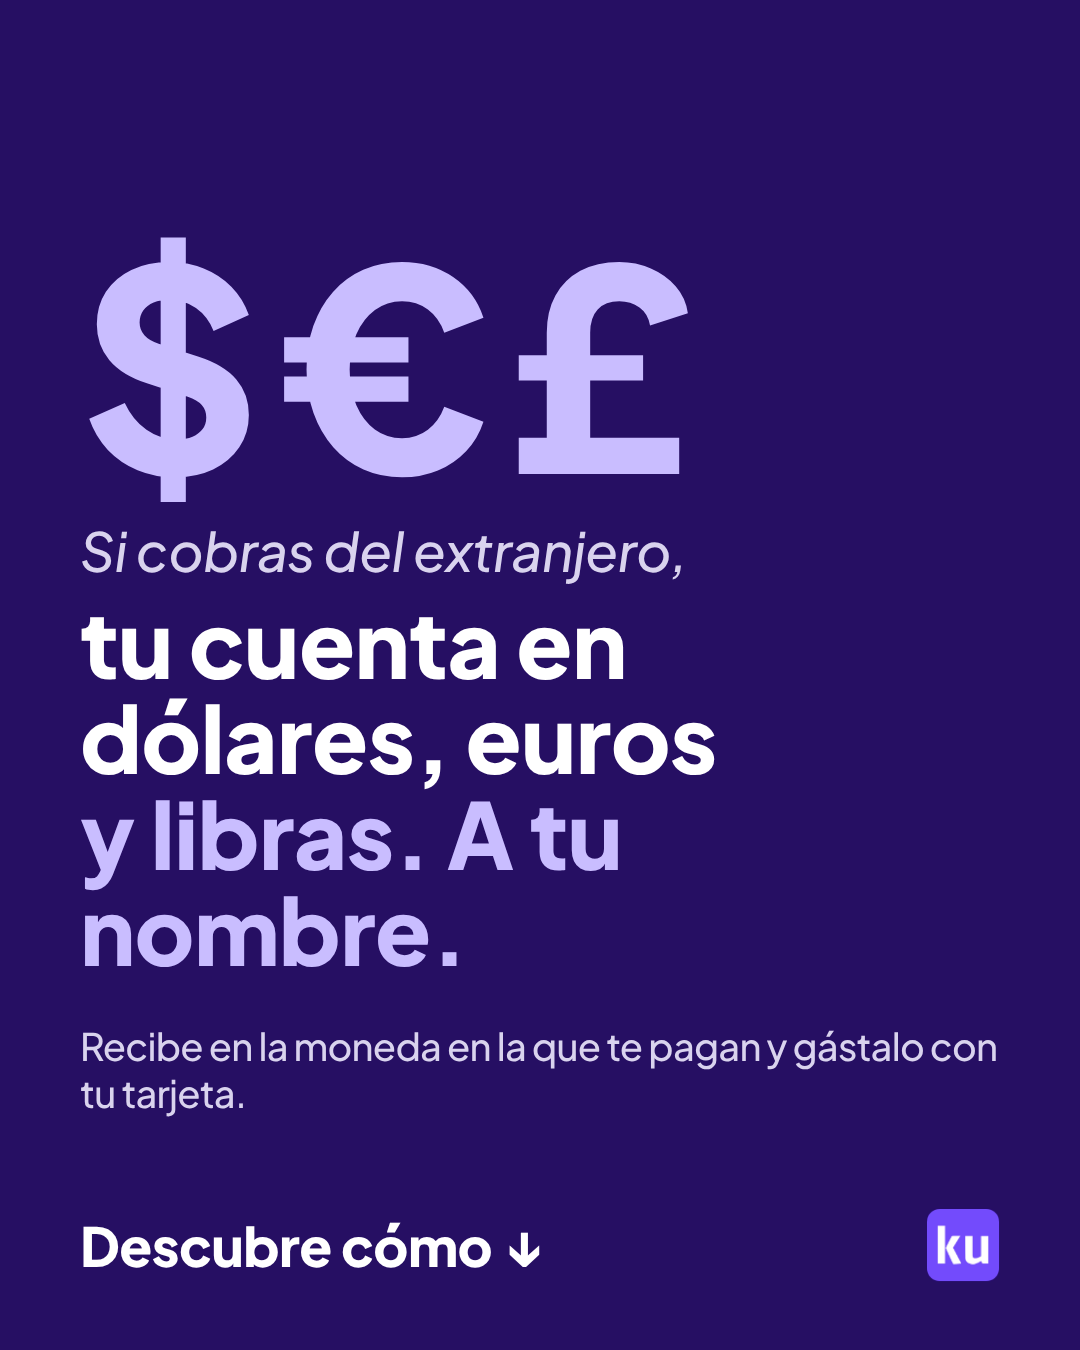 $€£
Si cobras del extranjero,
tu cuenta en
dólares, euros
y libras. A tu
nombre.
Recibe en la moneda en la que te pagan y gástalo con
tu tarjeta.
Descubre cómo ↓
ku